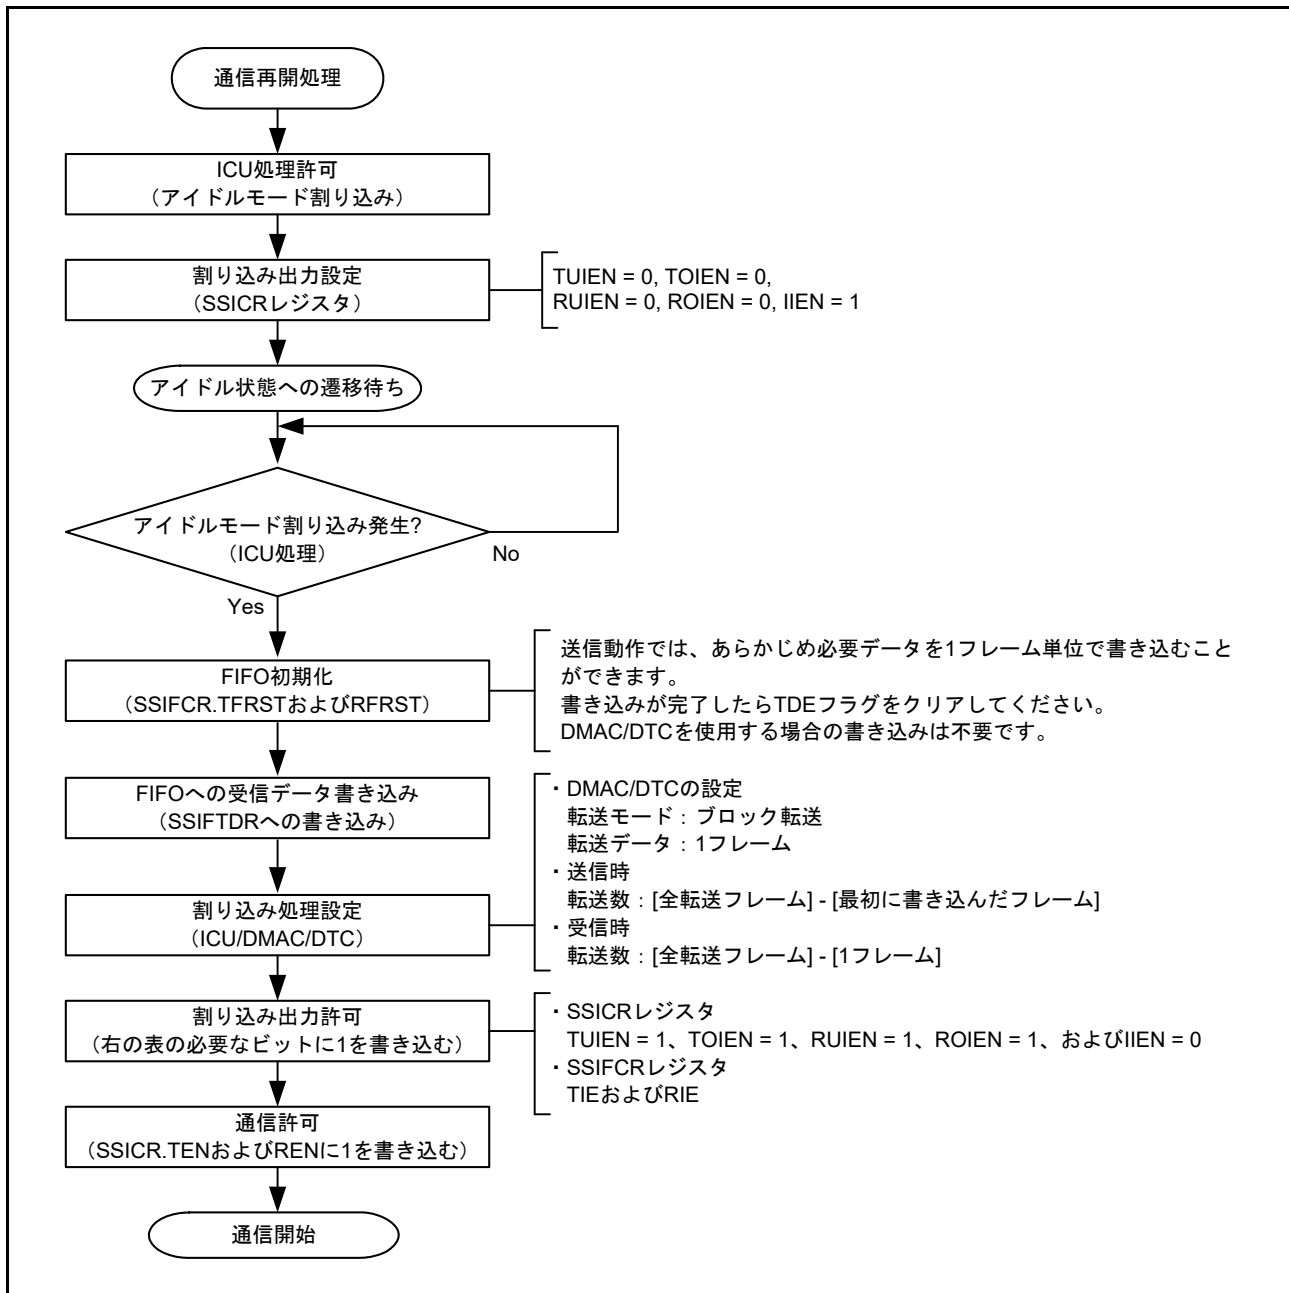 通信再開処理
ICU処理許可
（アイドルモード割り込み）
割り込み出力設定
（SSICRレジスタ）
TUIEN = 0, TOIEN = 0,
RUIEN = 0, ROIEN = 0, IIEN = 1
アイドル状態への遷移待ち
アイドルモード割り込み発生?
（ICU処理）
No
Yes
FIFO初期化
（SSIFCR.TFRSTおよびRFRST）
送信動作では、あらかじめ必要データを1フレーム単位で書き込むこと
ができます。
書き込みが完了したらTDEフラグをクリアしてください。
DMAC/DTCを使用する場合の書き込みは不要です。
FIFOへの受信データ書き込み
（SSIFTDRへの書き込み）
割り込み処理設定
（ICU/DMAC/DTC）
・DMAC/DTCの設定
転送モード：ブロック転送
転送データ：1フレーム
・送信時
転送数：[全転送フレーム] - [最初に書き込んだフレーム]
・受信時
転送数：[全転送フレーム] - [1フレーム]
割り込み出力許可
（右の表の必要なビットに1を書き込む）
・SSICRレジスタ
TUIEN = 1、TOIEN = 1、RUIEN = 1、ROIEN = 1、およびIIEN = 0
・SSIFCRレジスタ
TIEおよびRIE
通信許可
（SSICR.TENおよびRENに1を書き込む）
通信開始